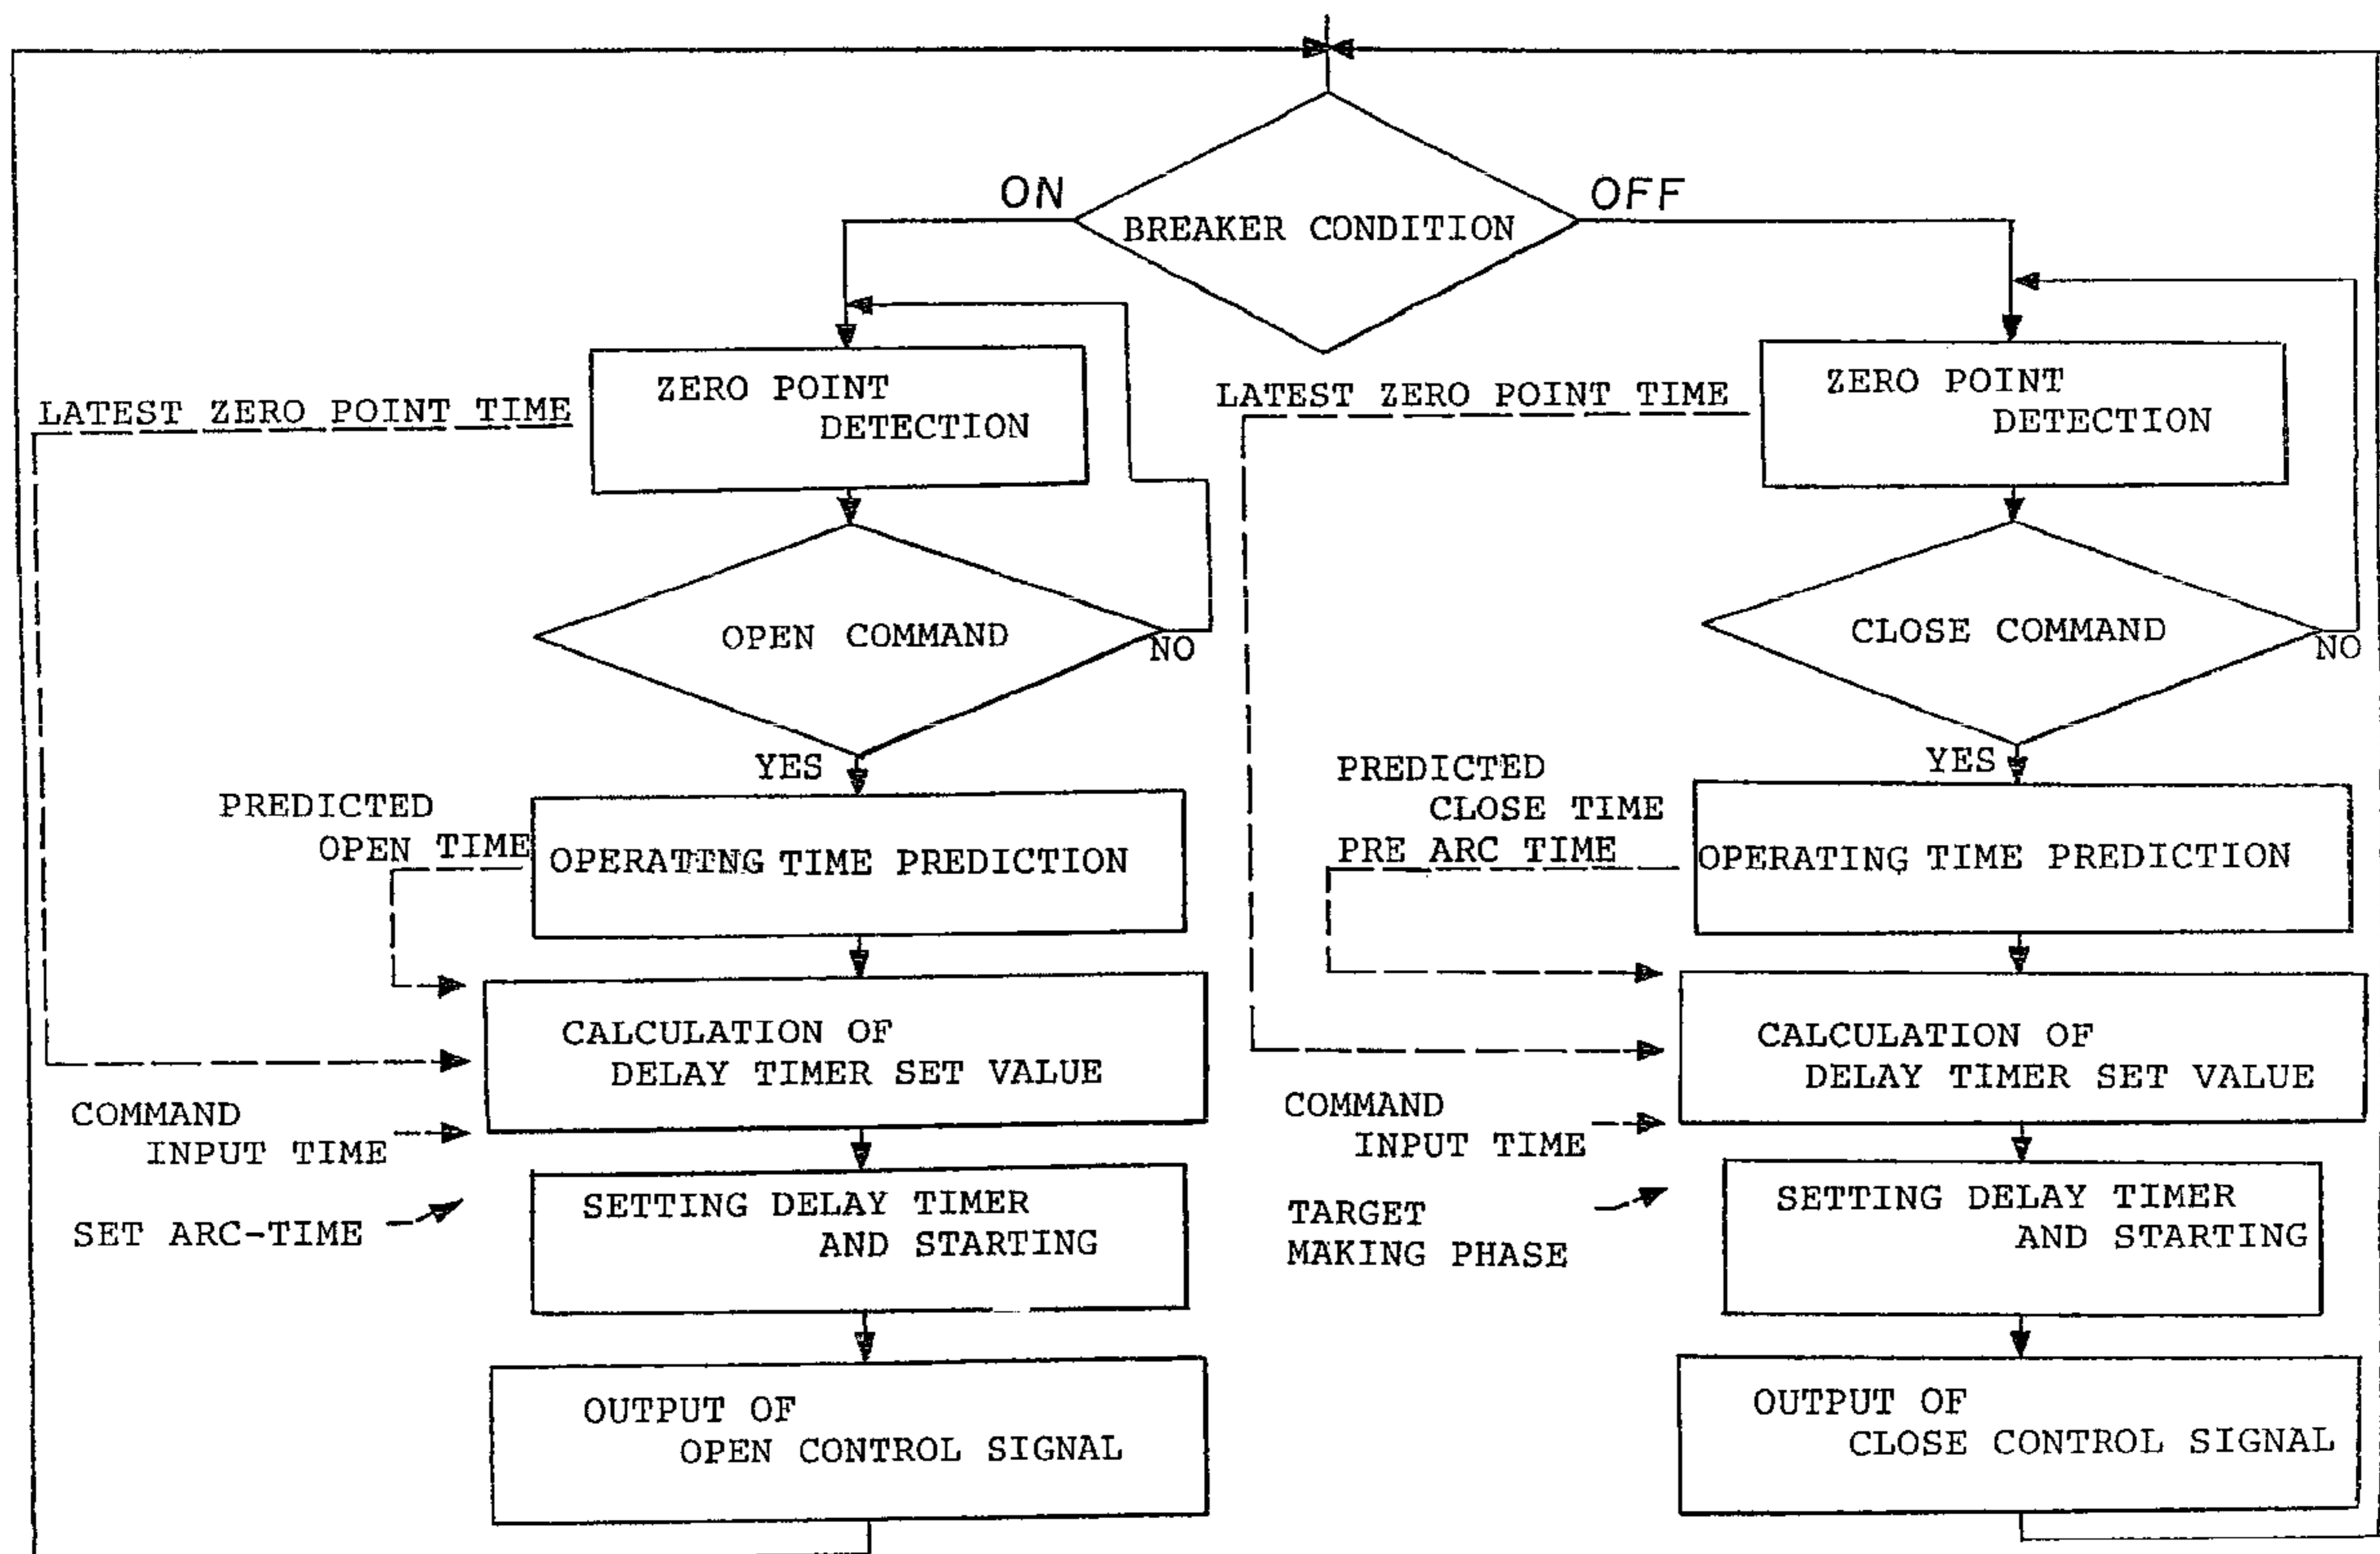 ON
OFF
BREAKER CONDITION
ZERO POINT
DETECTION
LATEST ZERO POINT TIME
OPEN COMMAND
NO
YES
PREDICTED
OPEN TIME
OPERATING TIME PREDICTION
CALCULATION OF
DELAY TIMER SET VALUE
COMMAND
INPUT TIME
SET ARC-TIME
SETTING DELAY TIMER
AND STARTING
OUTPUT OF
OPEN CONTROL SIGNAL
ZERO POINT
DETECTION
LATEST ZERO POINT TIME
CLOSE COMMAND
NO
YES
PREDICTED
CLOSE TIME
PRE ARC TIME
OPERATING TIME PREDICTION
CALCULATION OF
DELAY TIMER SET VALUE
COMMAND
INPUT TIME
TARGET
MAKING PHASE
SETTING DELAY TIMER
AND STARTING
OUTPUT OF
CLOSE CONTROL SIGNAL